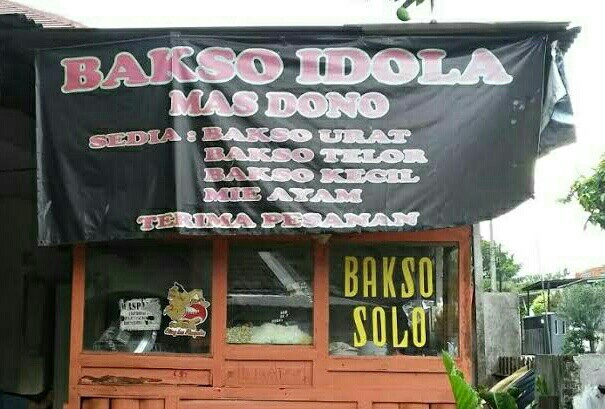 BAKSO IDOLA
MAS DONO
SEDIA : BAKSO URAT
BAKSO TELOR
BAKSO KECIL
MIE AYAM
TERIMA PESANAN
BAKSO
SOLO